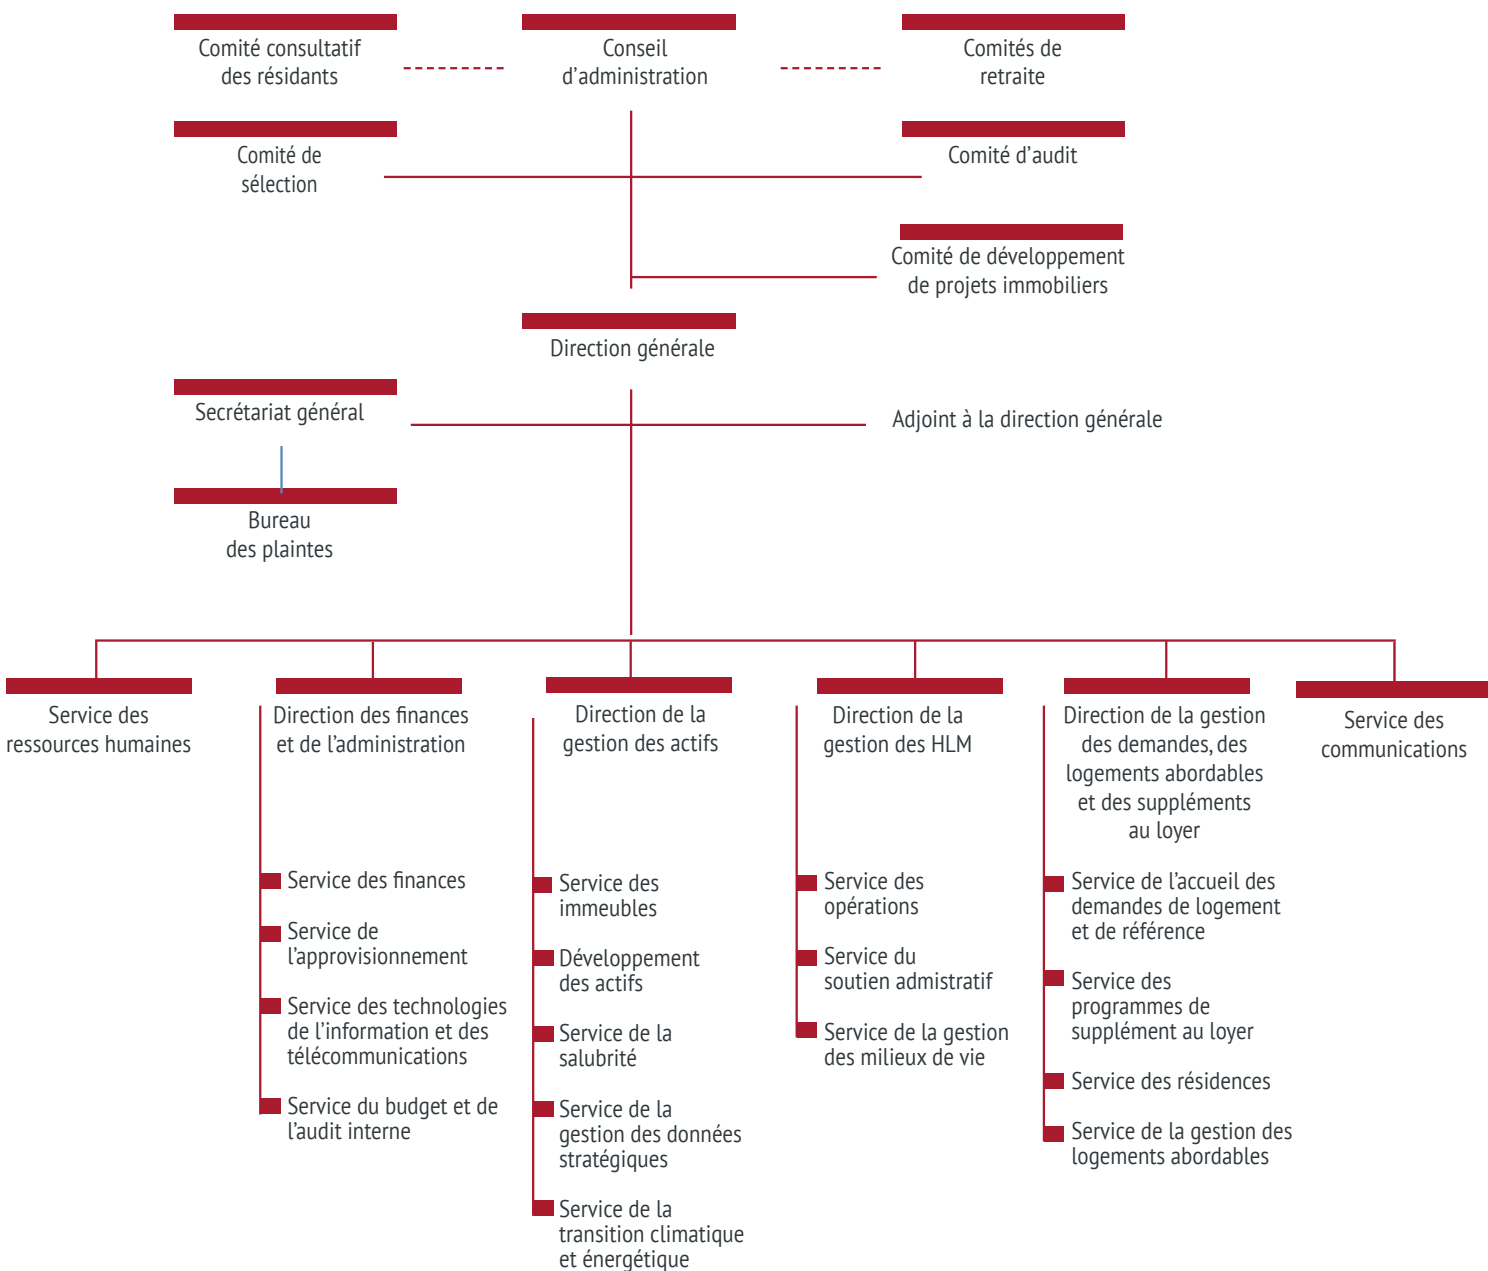 Comité consultatif
des résidants
Conseil
d'administration
Comités de
retraite
Comité de
sélection
Comité d'audit
Comité de développement
de projets immobiliers
Direction générale
Secrétariat général
Adjoint à la direction générale
Bureau
des plaintes
Service des
ressources humaines
Direction des finances
et de l'administration
Service des finances
Service de
l'approvisionnement
Service des technologies
de l'information et des
télécommunications
Service du budget et de
l'audit interne
Direction de la
gestion des actifs
Service des
immeubles
Développement
des actifs
Service de la
salubrité
Service de la
gestion des données
stratégiques
Service de la
transition climatique
et énergétique
Direction de la
gestion des HLM
Service des
opérations
Service du
soutien admistratif
Service de la gestion
des milieux de vie
Direction de la gestion
des demandes, des
logements abordables
et des suppléments
au loyer
Service de l'accueil des
demandes de logement
et de référence
Service des
programmes de
supplément au loyer
Service des résidences
Service de la gestion des
logements abordables
Service des
communications